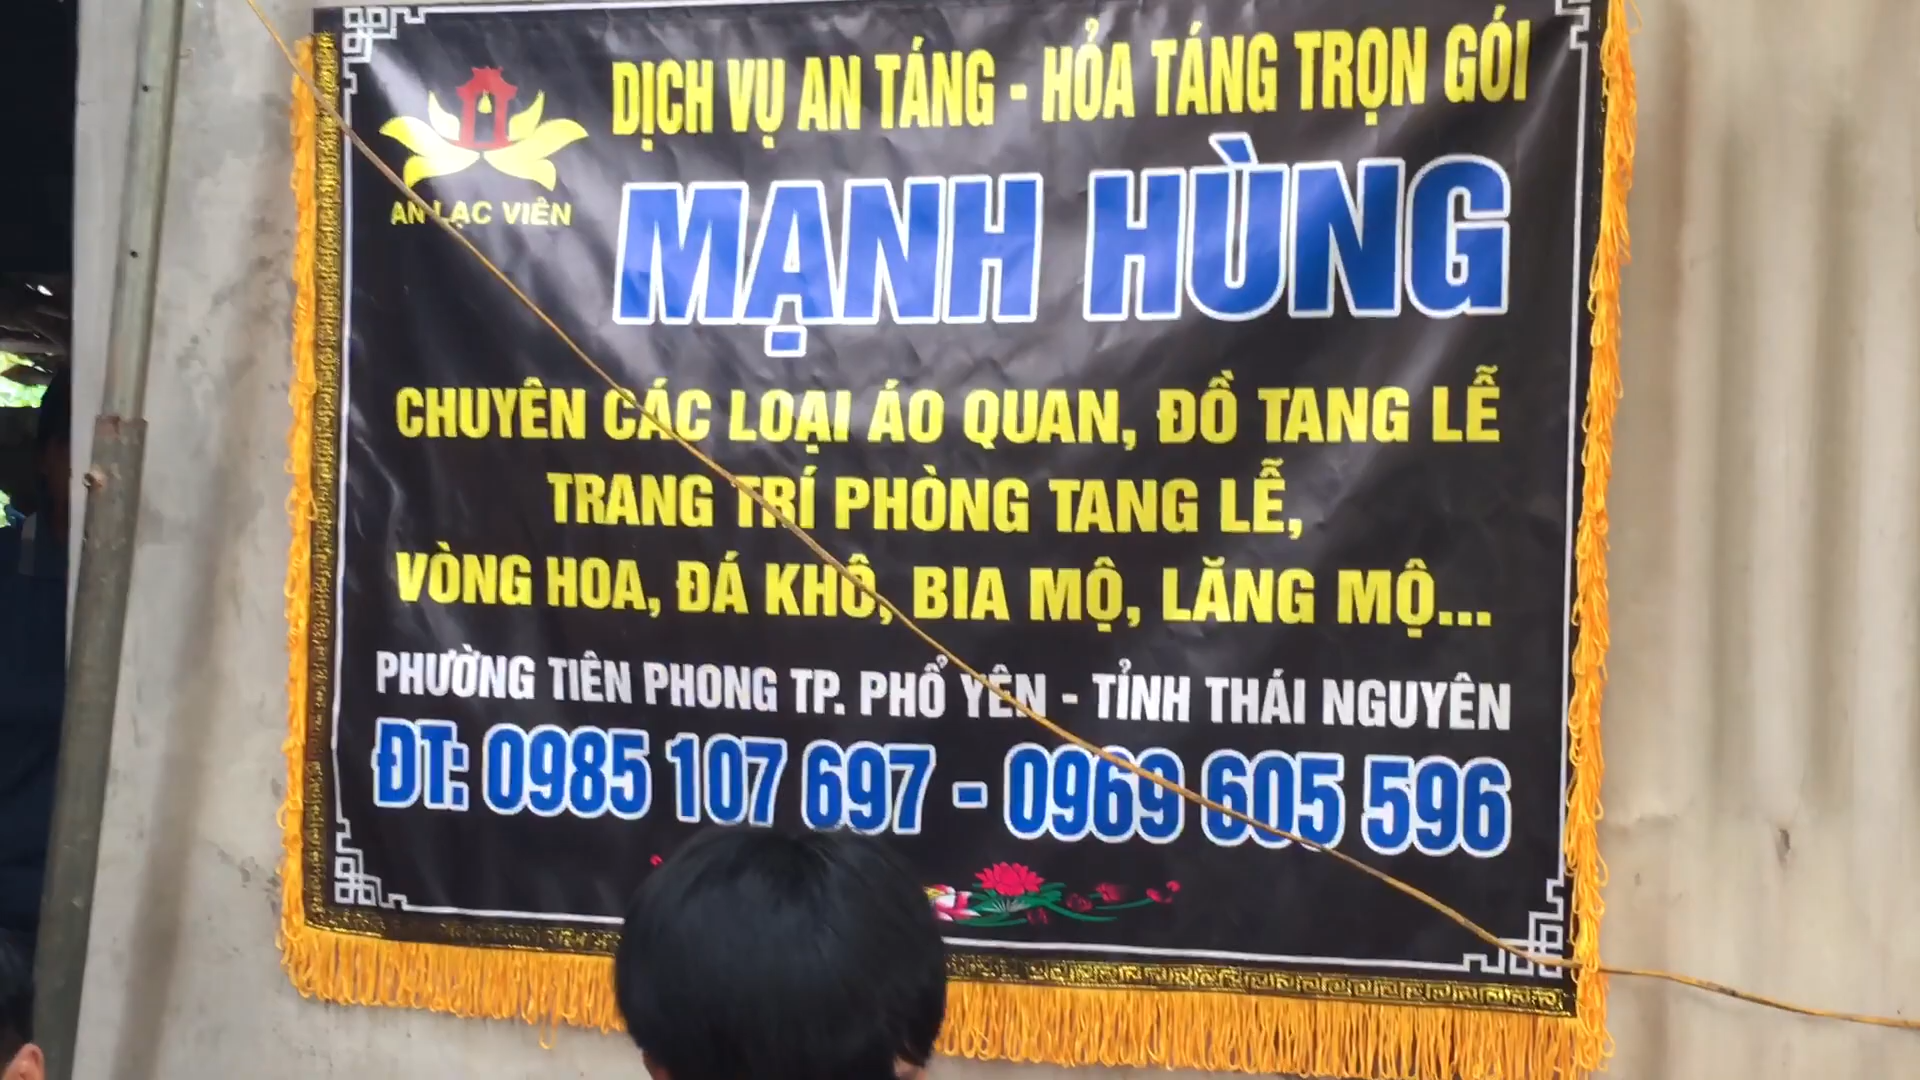 DỊCH VỤ AN TÁNG - HỎA TÁNG TRỌN GÓI
AN LẠC VIÊN
MẠNH HÙNG
CHUYÊN CÁC LOẠI ÁO QUAN, ĐỒ TANG LỄ
TRANG TRÍ PHÒNG TANG LỄ,
VÒNG HOA, ĐÁ KHÔ, BIA MỘ, LĂNG MỘ...
PHƯỜNG TIÊN PHONG TP. PHỔ YÊN - TỈNH THÁI NGUYÊN
ĐT: 0985 107 697 - 0969 605 596